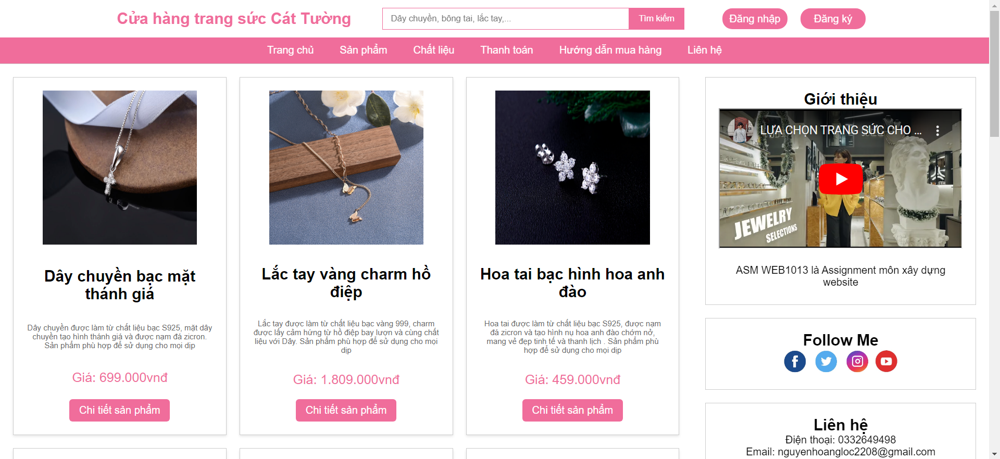 Cửa hàng trang sức Cát Tường
Dây chuyền, bông tai, lắc tay,...
Tìm kiếm
Đăng nhập
Đăng ký
Trang chủ
Sản phẩm
Chất liệu
Thanh toán
Hướng dẫn mua hàng
Liên hệ
Dây chuyền bạc mặt
thánh giá
Dây chuyền được làm từ chất liệu bạc S925, mặt dây
chuyền tạo hình thánh giá và được nạm đá zicron.
Sản phẩm phù hợp để sử dụng cho mọi dịp
Giá: 699.000vnđ
Chi tiết sản phẩm
Lắc tay vàng charm hồ
điệp
Lắc tay được làm từ chất liệu bạc vàng 999, charm
được lấy cảm hứng từ hồ điệp bay lượn và cùng chất
liệu với Dây. Sản phẩm phù hợp để sử dụng cho mọi
dịp
Giá: 1.809.000vnđ
Chi tiết sản phẩm
Hoa tai bạc hình hoa anh
đào
Hoa tai được làm từ chất liệu bạc S925, được nạm
đá zicron và tạo hình nụ hoa anh đào chớm nở,
mang vẻ đẹp tinh tế và thanh lịch . Sản phẩm phù
hợp để sử dụng cho mọi dịp
Giá: 459.000vnđ
Chi tiết sản phẩm
Giới thiệu
LỰA CHỌN TRANG SỨC CHO ...
JEWELRY
SELECTIONS
ASM WEB1013 là Assignment môn xây dựng
website
Follow Me
Liên hệ
Điện thoại: 0332649498
Email: nguyenhoangloc2208@gmail.com